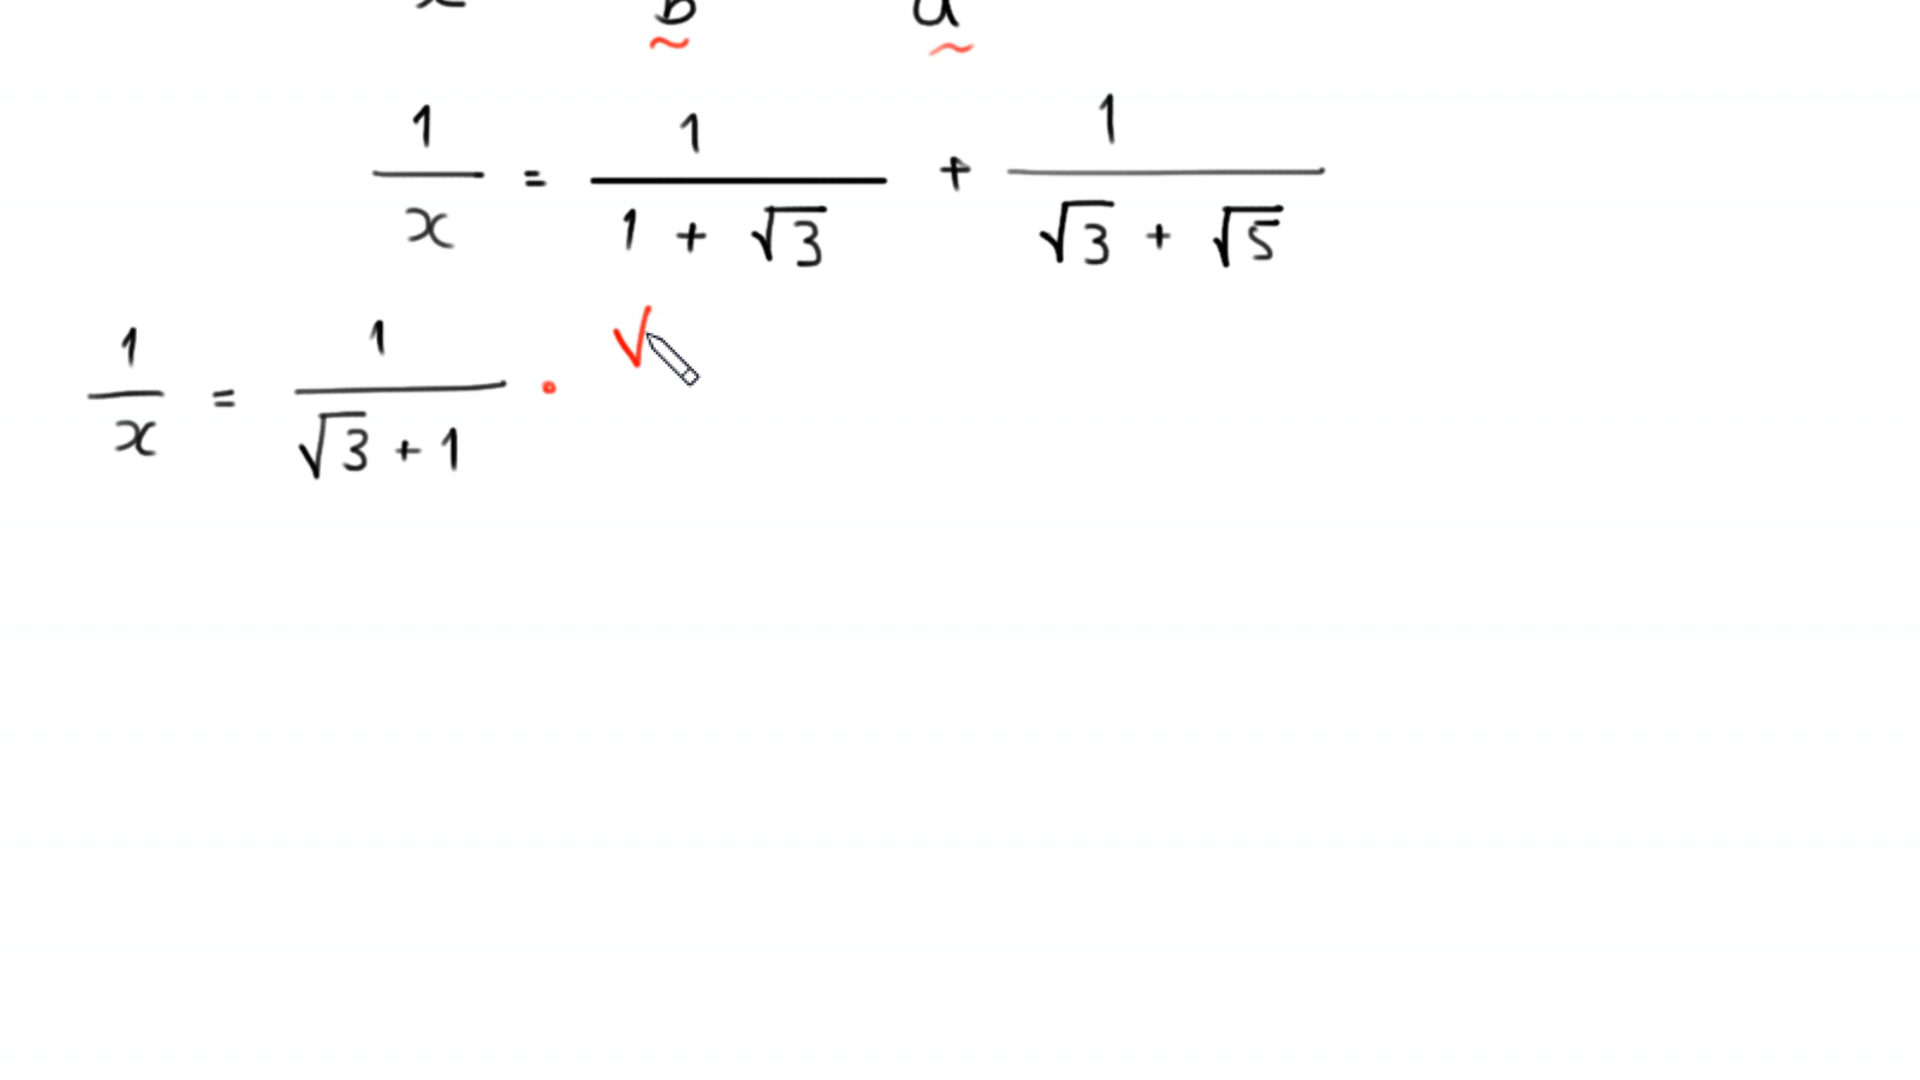 1/x = 1/(1 + √3) + 1/(√3 + √5)
1/x = 1/(√3 + 1) · √